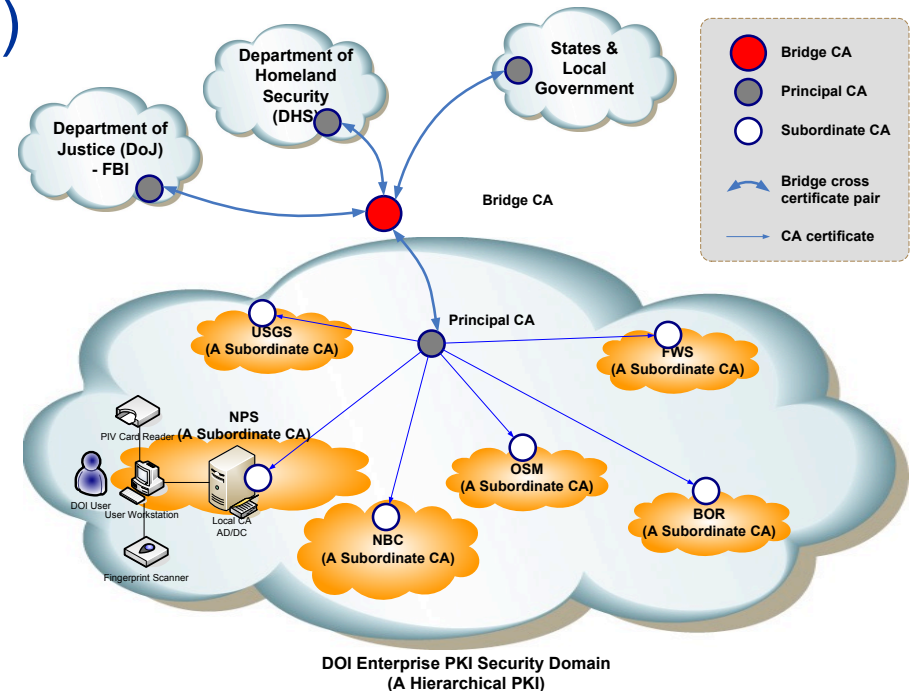 )
Department of
Homeland
Security
(DHS)
States &
Local
Government
Department of
Justice (DoJ)
- FBI
Bridge CA
Principal CA
Subordinate CA
Bridge cross
certificate pair
CA certificate
Bridge CA
Principal CA
USGS
(A Subordinate CA)
FWS
(A Subordinate CA)
NPS
(A Subordinate CA)
PIV Card Reader
DOI User
User Workstation
Local CA
AD/DC
Fingerprint Scanner
OSM
(A Subordinate CA)
NBC
(A Subordinate CA)
BOR
(A Subordinate CA)
DOI Enterprise PKI Security Domain
(A Hierarchical PKI)